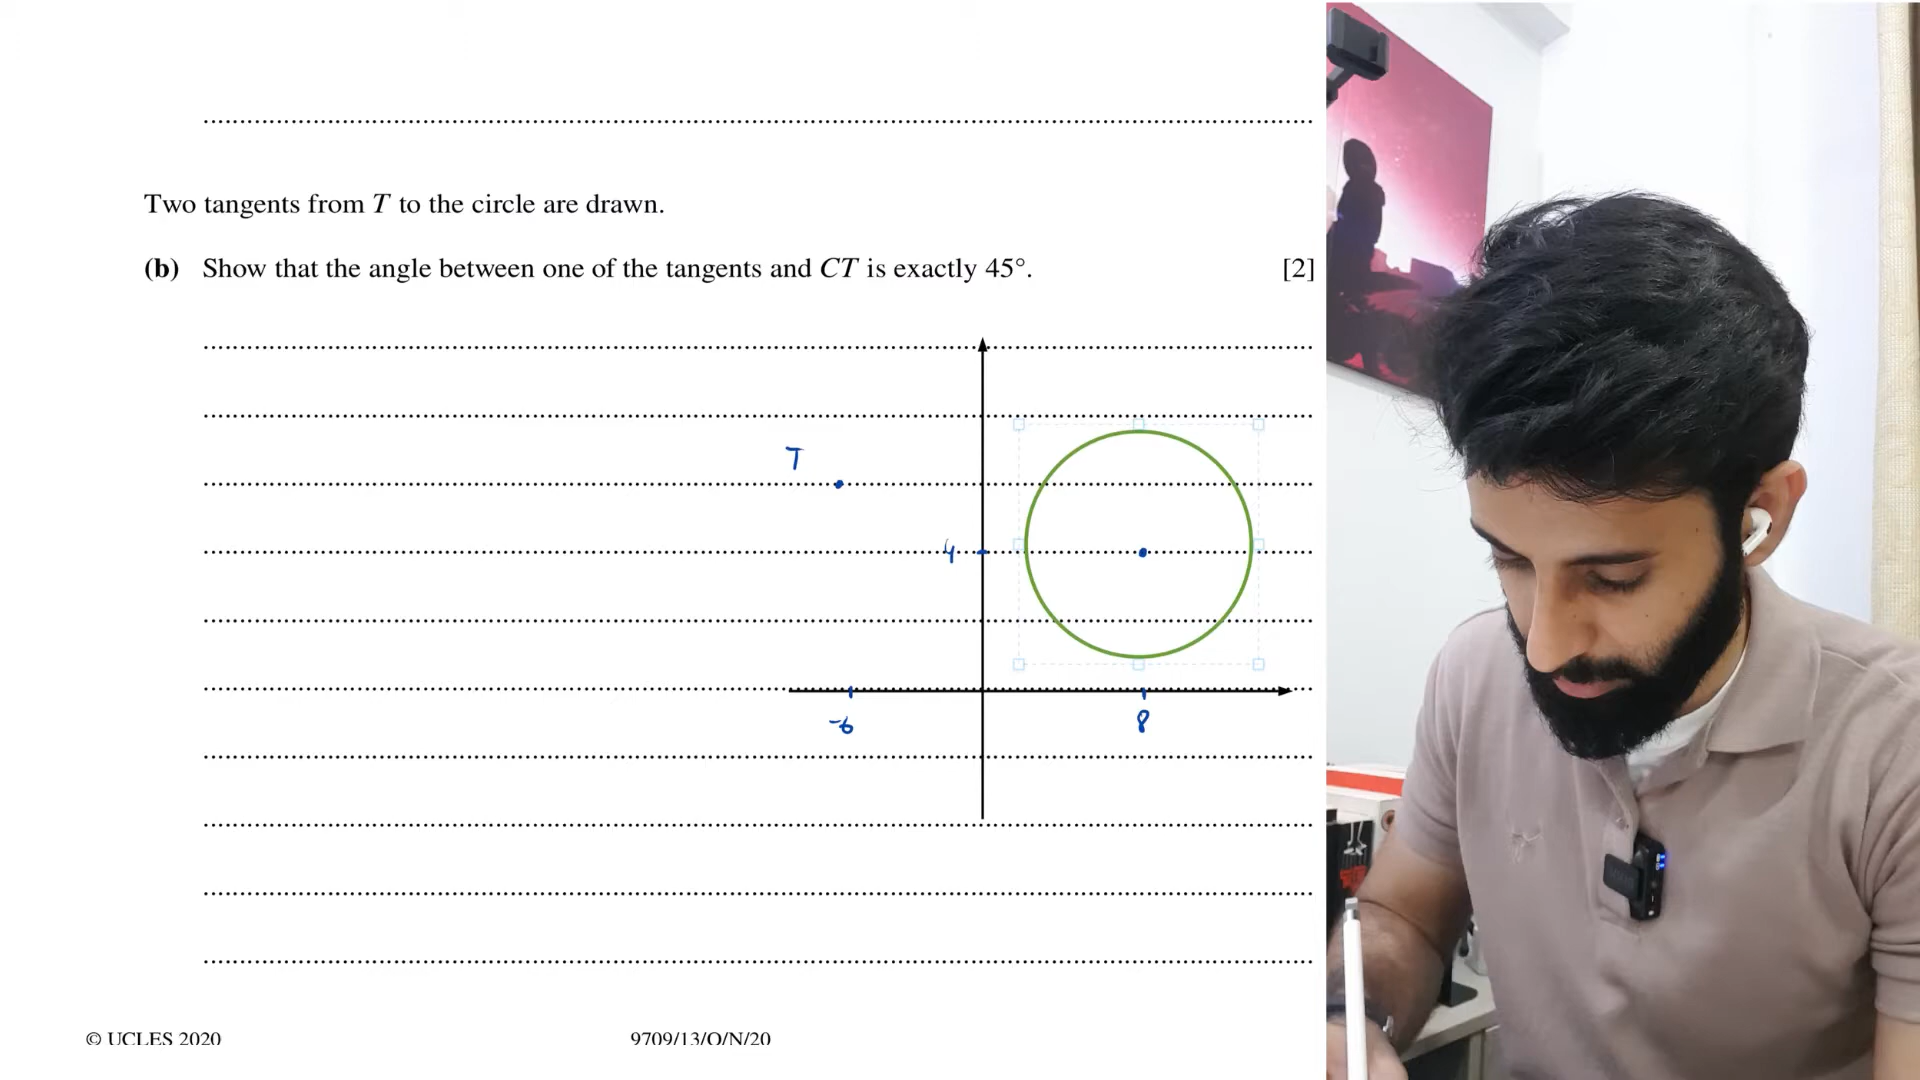 Two tangents from T to the circle are drawn.
(b) Show that the angle between one of the tangents and CT is exactly 45°. [2]
T
4
-6
8
© UCLES 2020
9709/13/O/N/20